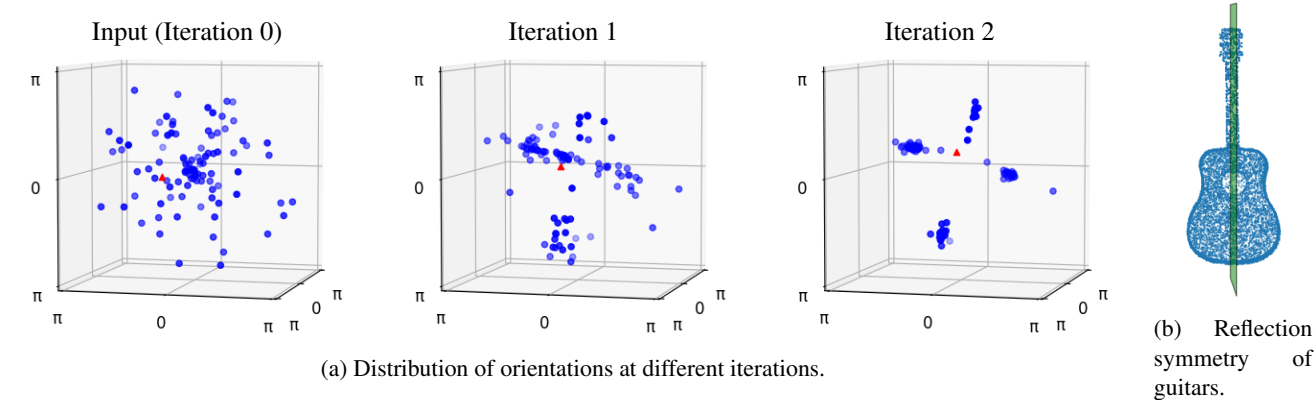 Input (Iteration 0)
Iteration 1
Iteration 2
π
0
π
π
0
π
π
0
π
π
0
π
π
0
π
π
0
π
π
0
π
π
0
π
π
0
π
(a) Distribution of orientations at different iterations.
(b) Reflection
symmetry of
guitars.